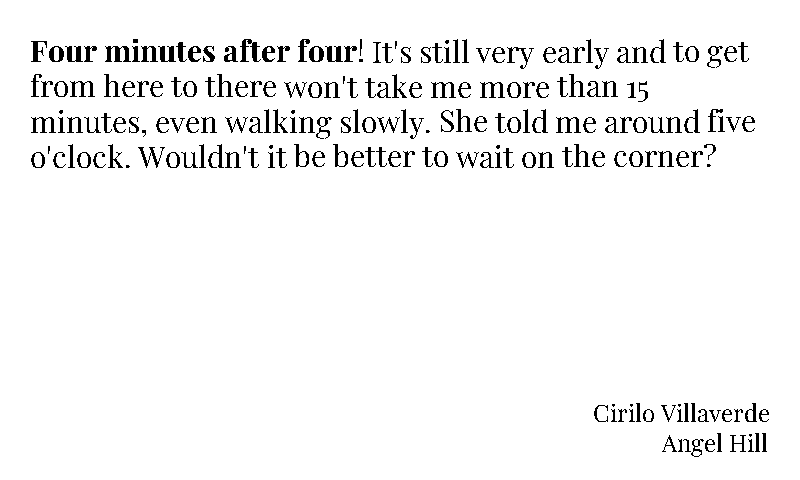 Four minutes after four! It's still very early and to get
from here to there won't take me more than 15
minutes, even walking slowly. She told me around five
o'clock. Wouldn't it be better to wait on the corner?
Cirilo Villaverde
Angel Hill